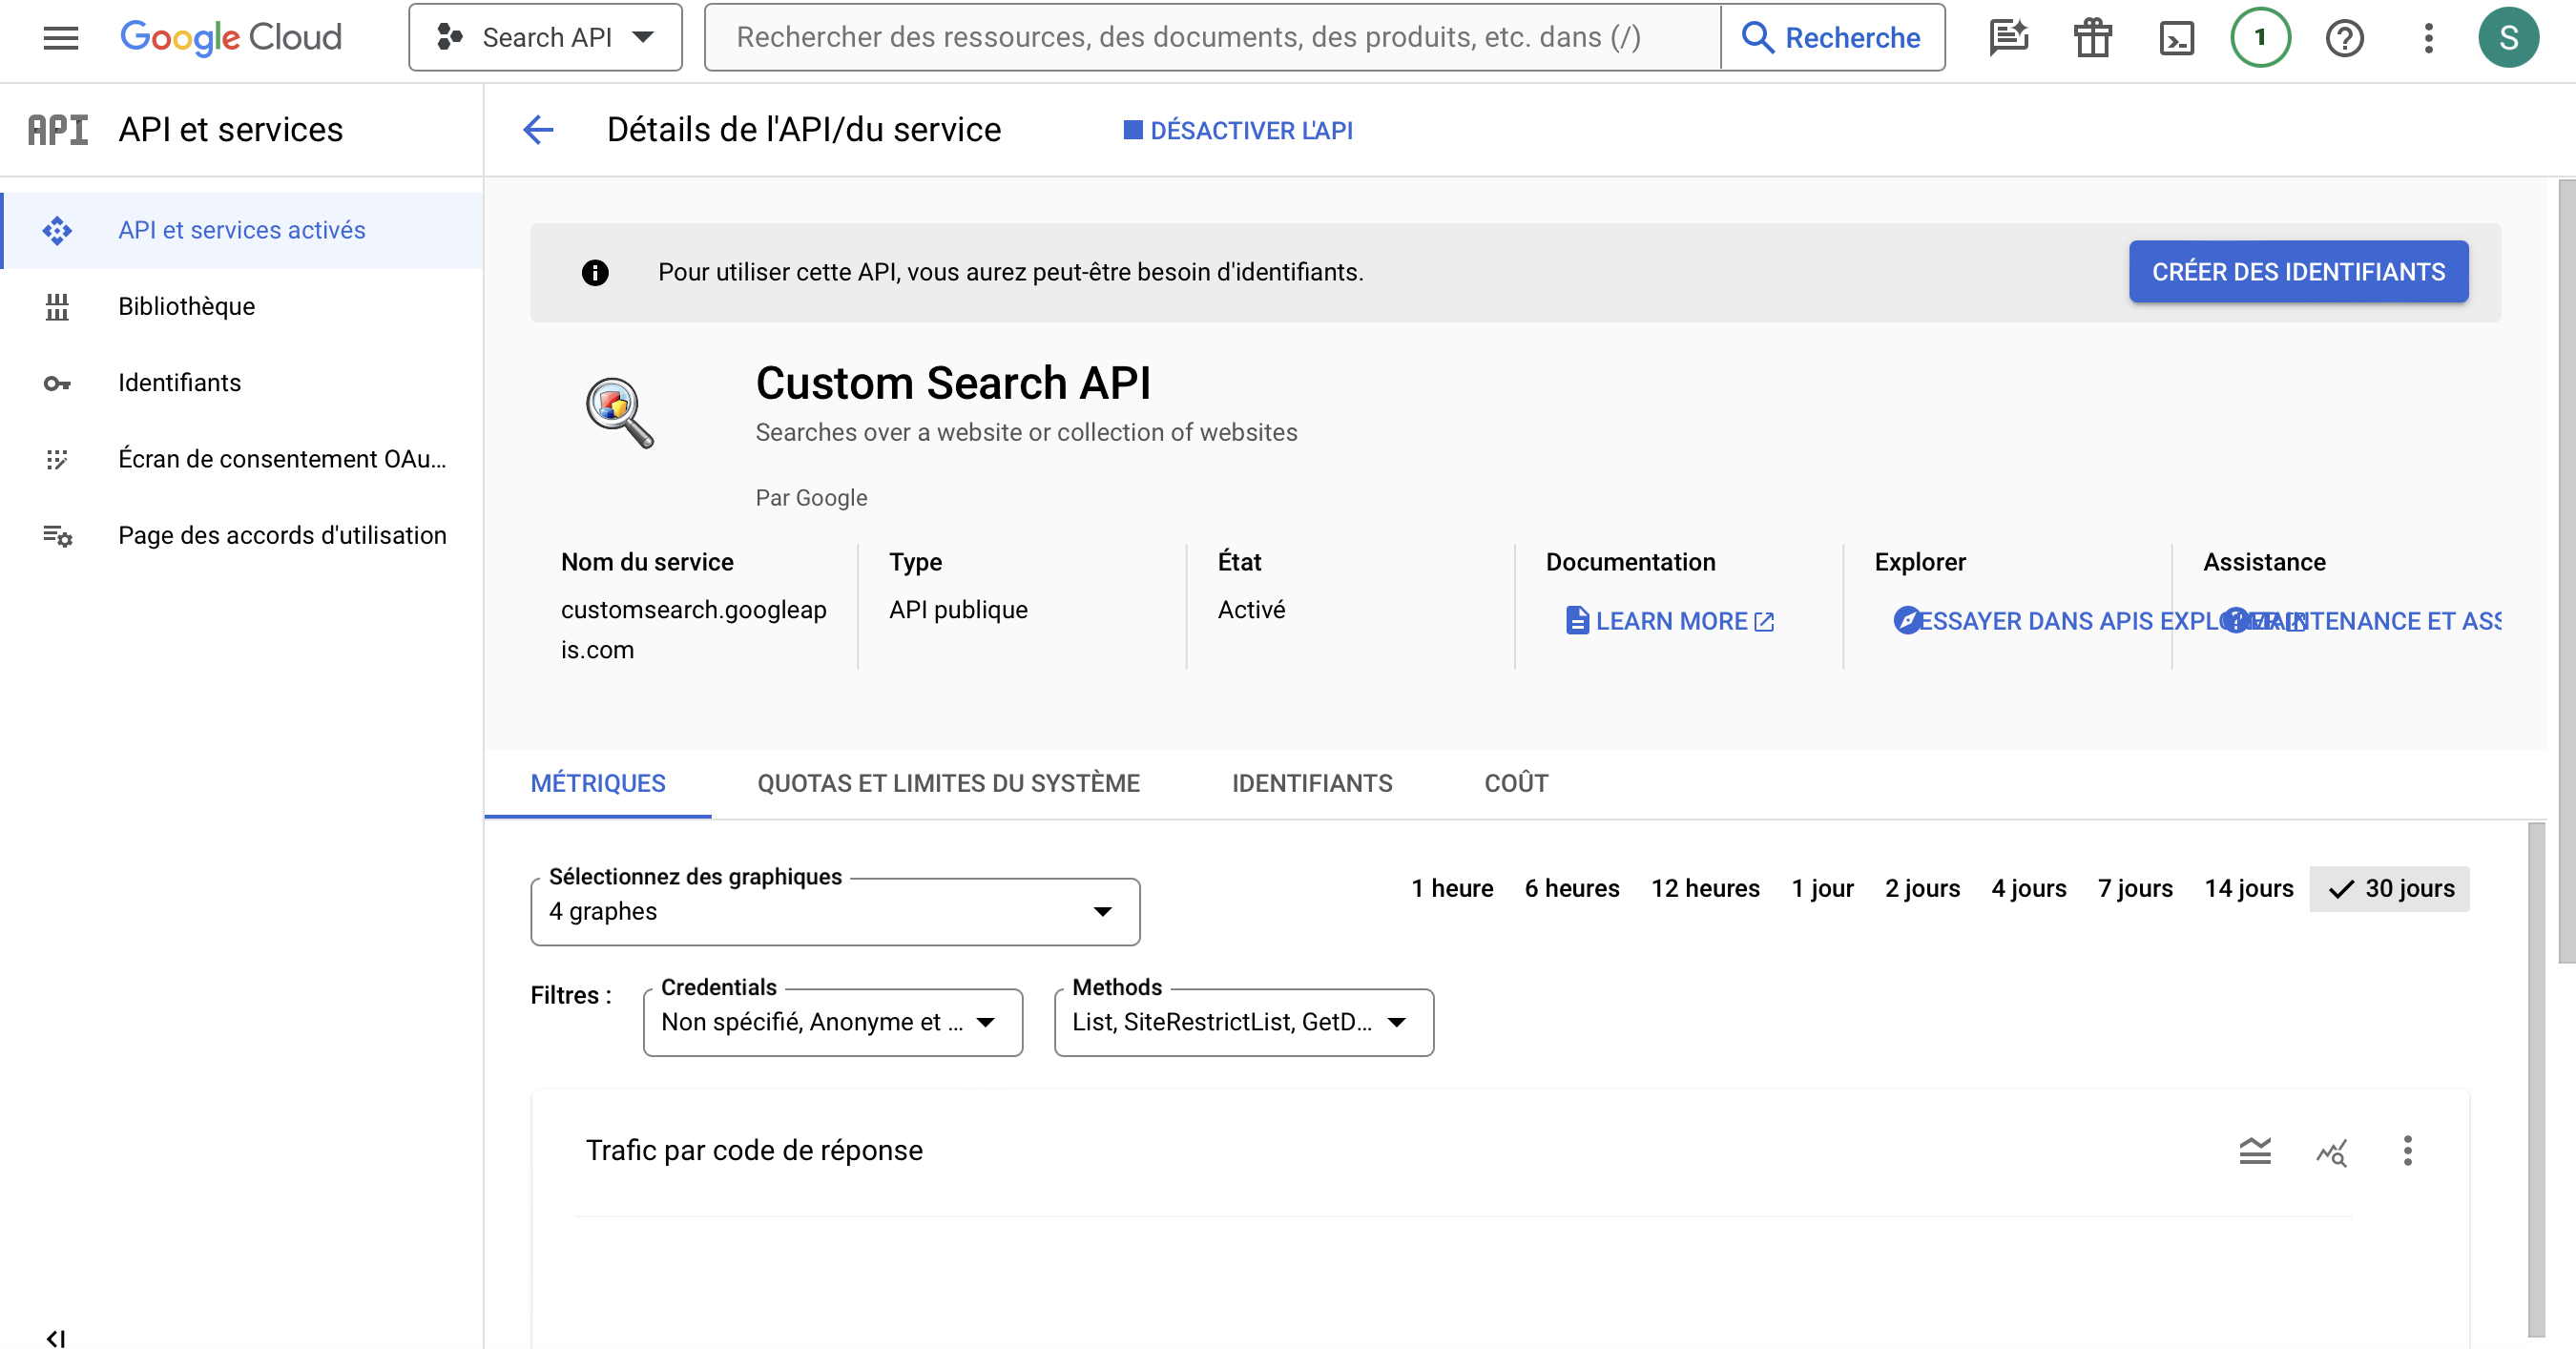 Google Cloud
Search API
Rechercher des ressources, des documents, des produits, etc. dans (/)
Recherche
1
S
API
API et services
Détails de l'API/du service
DÉSACTIVER L'API
API et services activés
Bibliothèque
Identifiants
Écran de consentement OAu...
Page des accords d'utilisation
Pour utiliser cette API, vous aurez peut-être besoin d'identifiants.
CRÉER DES IDENTIFIANTS
Custom Search API
Searches over a website or collection of websites
Par Google
Nom du service
customsearch.googleap
is.com
Type
API publique
État
Activé
Documentation
LEARN MORE
Explorer
ESSAYER DANS APIS
Assistance
ET
MÉTRIQUES
QUOTAS ET LIMITES DU SYSTÈME
IDENTIFIANTS
COÛT
Sélectionnez des graphiques
4 graphes
1 heure
6 heures
12 heures
1 jour
2 jours
4 jours
7 jours
14 jours
30 jours
Filtres :
Credentials
Non spécifié, Anonyme et ...
Methods
List, SiteRestrictList, GetD...
Trafic par code de réponse